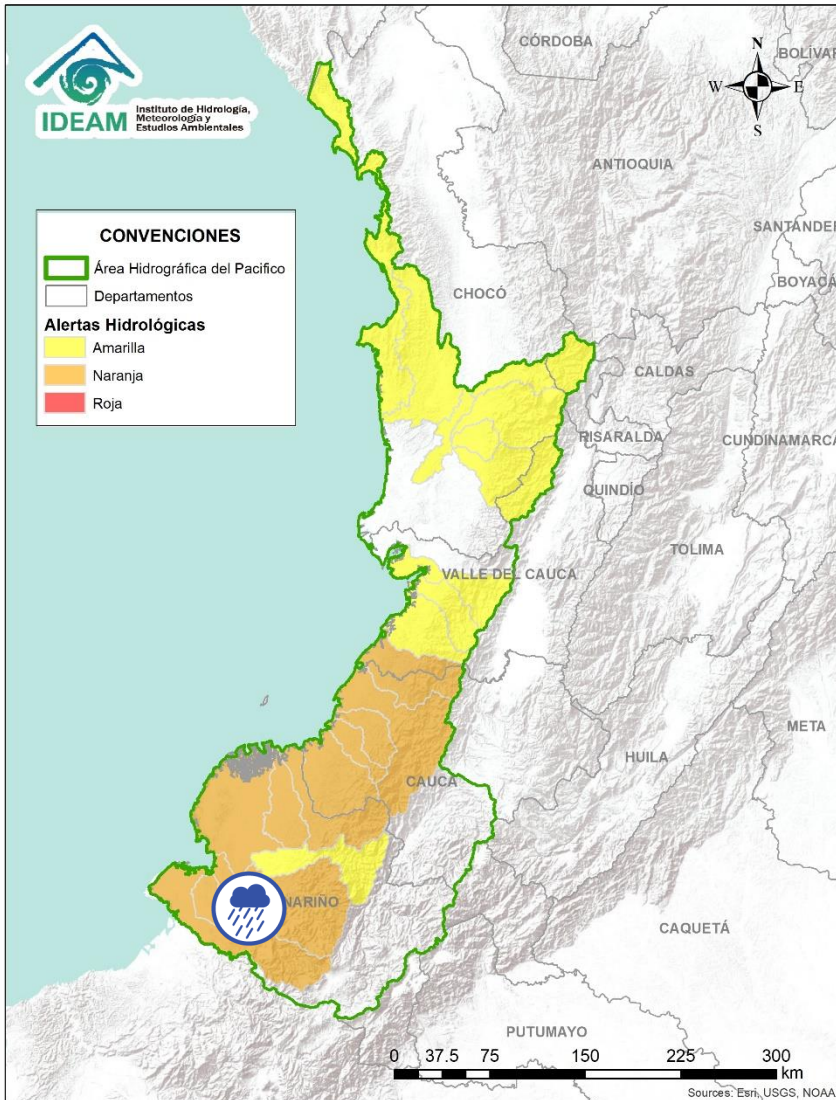 IDEAM
Instituto de Hidrología,
Meteorología y
Estudios Ambientales
CÓRDOBA
BOLÍVAR
N
W
E
S
ANTIOQUIA
SANTANDER
BOYACÁ
CONVENCIONES
Área Hidrográfica del Pacifico
Departamentos
Alertas Hidrológicas
Amarilla
Naranja
Roja
CHOCÓ
CALDAS
RISARALDA
CUNDINAMARCA
QUINDÍO
TOLIMA
VALLE DEL CAUCA
META
HUILA
CAUCA
NARIÑO
CAQUETÁ
PUTUMAYO
0 37.5 75 150 225 300
km
Sources: Esri, USGS, NOAA